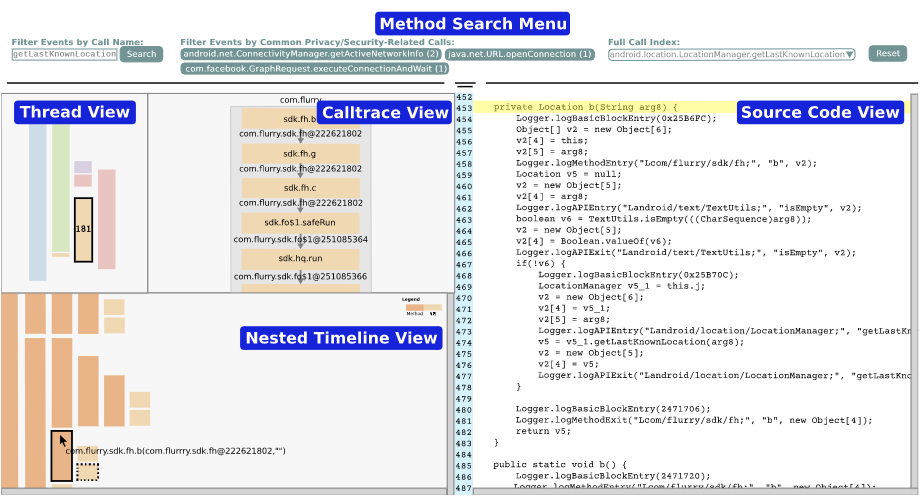 Method Search Menu
Filter Events by Call Name:
getLastKnownLocation
Search
Filter Events by Common Privacy/Security-Related Calls:
android.net.ConnectivityManager.getActiveNetworkInfo (2)
java.net.URL.openConnection (1)
com.facebook.GraphRequest.executeConnectionAndWait (1)
Full Call Index:
android.location.LocationManager.getLastKnownLocation▼
Reset
Thread View
181
Calltrace View
com.flurry
sdk.fh.b
com.flurry.sdk.fh@222621802
sdk.fh.g
com.flurry.sdk.fh@222621802
sdk.fh.c
com.flurry.sdk.fh@222621802
sdk.fo$1.safeRun
com.flurry.sdk.fo$1@251085364
sdk.hq.run
com.flurry.sdk.fo$1@251085366
Nested Timeline View
Legend
Method
API
com.flurry.sdk.fh.b(com.flurrry.sdk.fh@222621802,"")
Source Code View
452
453 private Location b(String arg8) {
454 Logger.logBasicBlockEntry(0x25B6FC);
455 Object[] v2 = new Object[6];
456 v2[4] = this;
457 v2[5] = arg8;
458 Logger.logMethodEntry("Lcom/flurry/sdk/fh;", "b", v2);
459 Location v5 = null;
460 v2 = new Object[5];
461 v2[4] = arg8;
462 Logger.logAPIEntry("Landroid/text/TextUtils;", "isEmpty", v2);
463 boolean v6 = TextUtils.isEmpty(((CharSequence)arg8));
464 v2 = new Object[5];
465 v2[4] = Boolean.valueOf(v6);
466 Logger.logAPIExit("Landroid/text/TextUtils;", "isEmpty", v2);
467 if(!v6) {
468 Logger.logBasicBlockEntry(0x25B70C);
469 LocationManager v5_1 = this.j;
470 v2 = new Object[6];
471 v2[4] = v5_1;
472 v2[5] = arg8;
473 Logger.logAPIEntry("Landroid/location/LocationManager;", "getLastKn
474 v5 = v5_1.getLastKnownLocation(arg8);
475 v2 = new Object[5];
476 v2[4] = v5;
477 Logger.logAPIExit("Landroid/location/LocationManager;", "getLastKno
478 }
479
480 Logger.logBasicBlockEntry(2471706);
481 Logger.logMethodExit("Lcom/flurry/sdk/fh;", "b", new Object[4]);
482 return v5;
483 }
484
485 public static void b() {
486 Logger.logBasicBlockEntry(2471720);
487